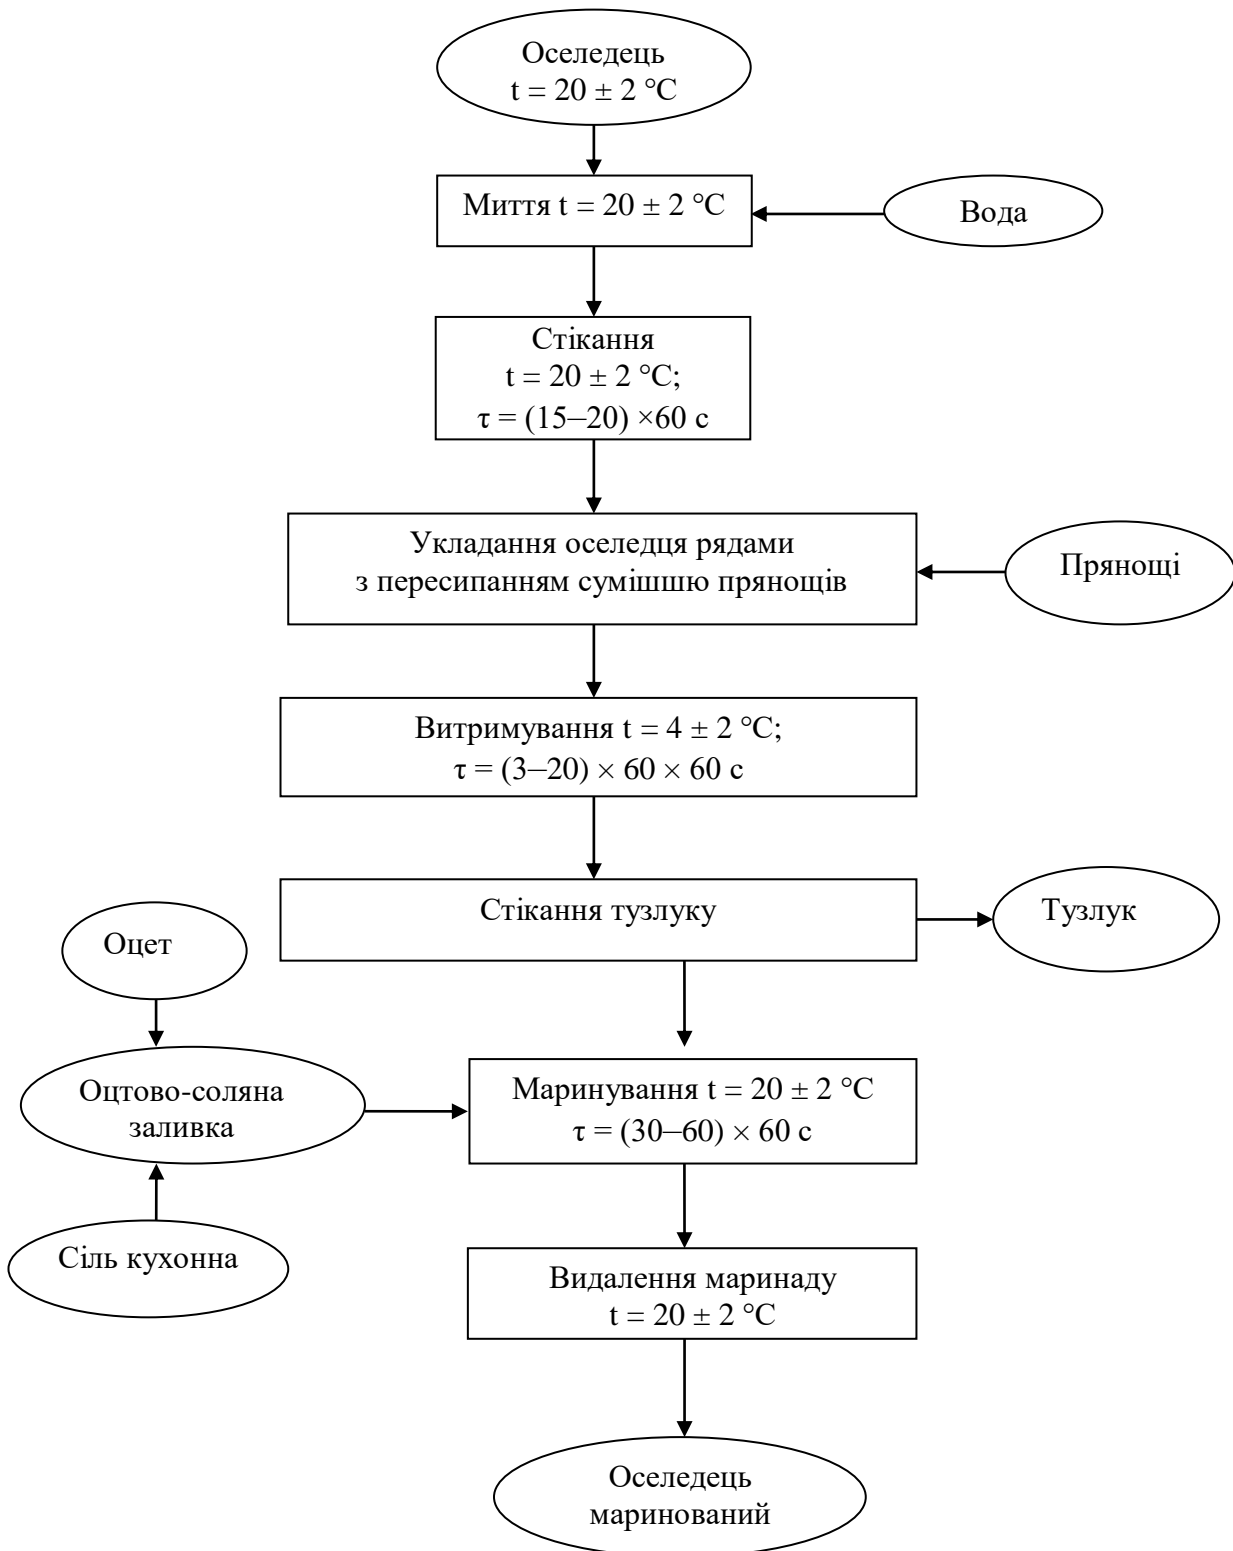 Оселедець
t = 20 ± 2 °С
Миття t = 20 ± 2 °С
Вода
Стікання
t = 20 ± 2 °С;
τ = (15–20) ×60 с
Укладання оселедця рядами
з пересипанням сумішшю прянощів
Прянощі
Витримування t = 4 ± 2 °С;
τ = (3–20) × 60 × 60 с
Стікання тузлуку
Тузлук
Оцет
Оцтово-соляна
заливка
Маринування t = 20 ± 2 °С
τ = (30–60) × 60 с
Сіль кухонна
Видалення маринаду
t = 20 ± 2 °С
Оселедець
маринований